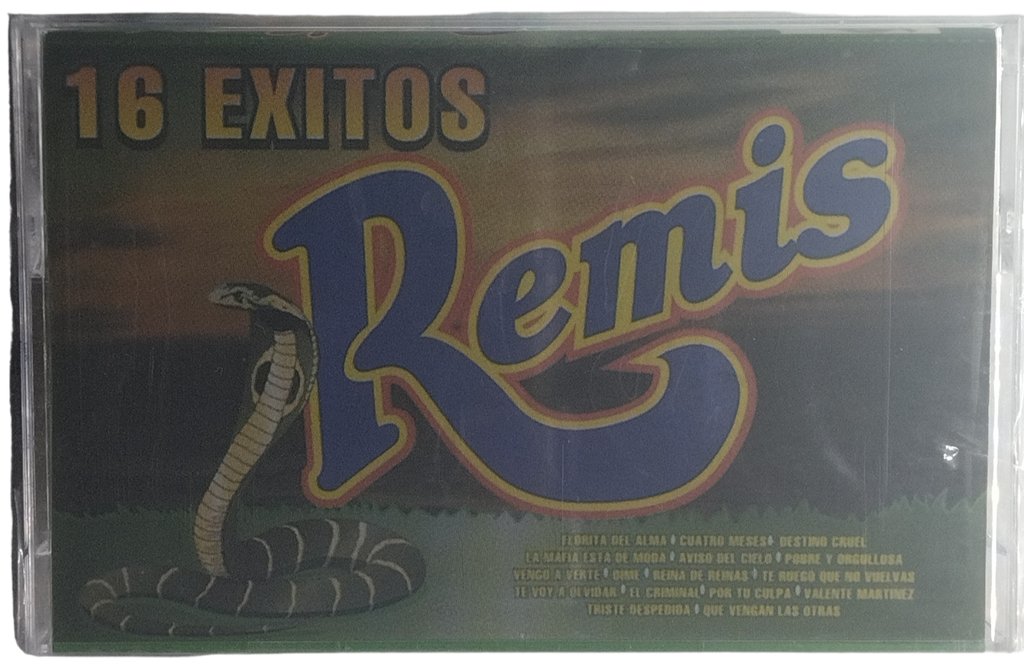 16 EXITOS
Remis
FLORITA DEL ALMA • CUATRO MESES • DESTINO CRUEL
LA MAFIA ESTA DE MODA • AVISO DEL CIELO • POBRE Y ORGULLOSA
VENGO A VERTE • DIME • REINA DE REINAS • TE RUEGO QUE NO VUELVAS
TE VOY A OLVIDAR • EL CRIMINAL • POR TU CULPA • VALENTE MARTINEZ
TRISTE DESPEDIDA • QUE VENGAN LAS OTRAS